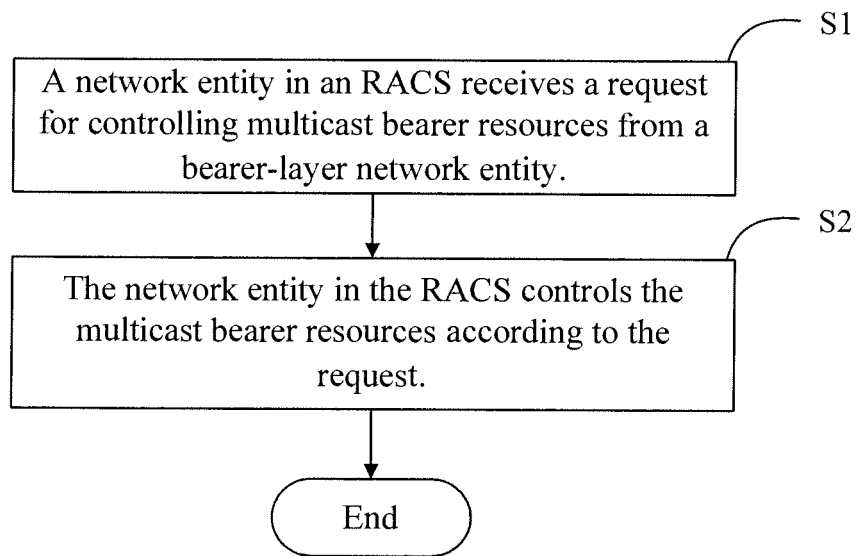 S1
A network entity in an RACS receives a request
for controlling multicast bearer resources from a
bearer-layer network entity.
S2
The network entity in the RACS controls the
multicast bearer resources according to the
request.
End